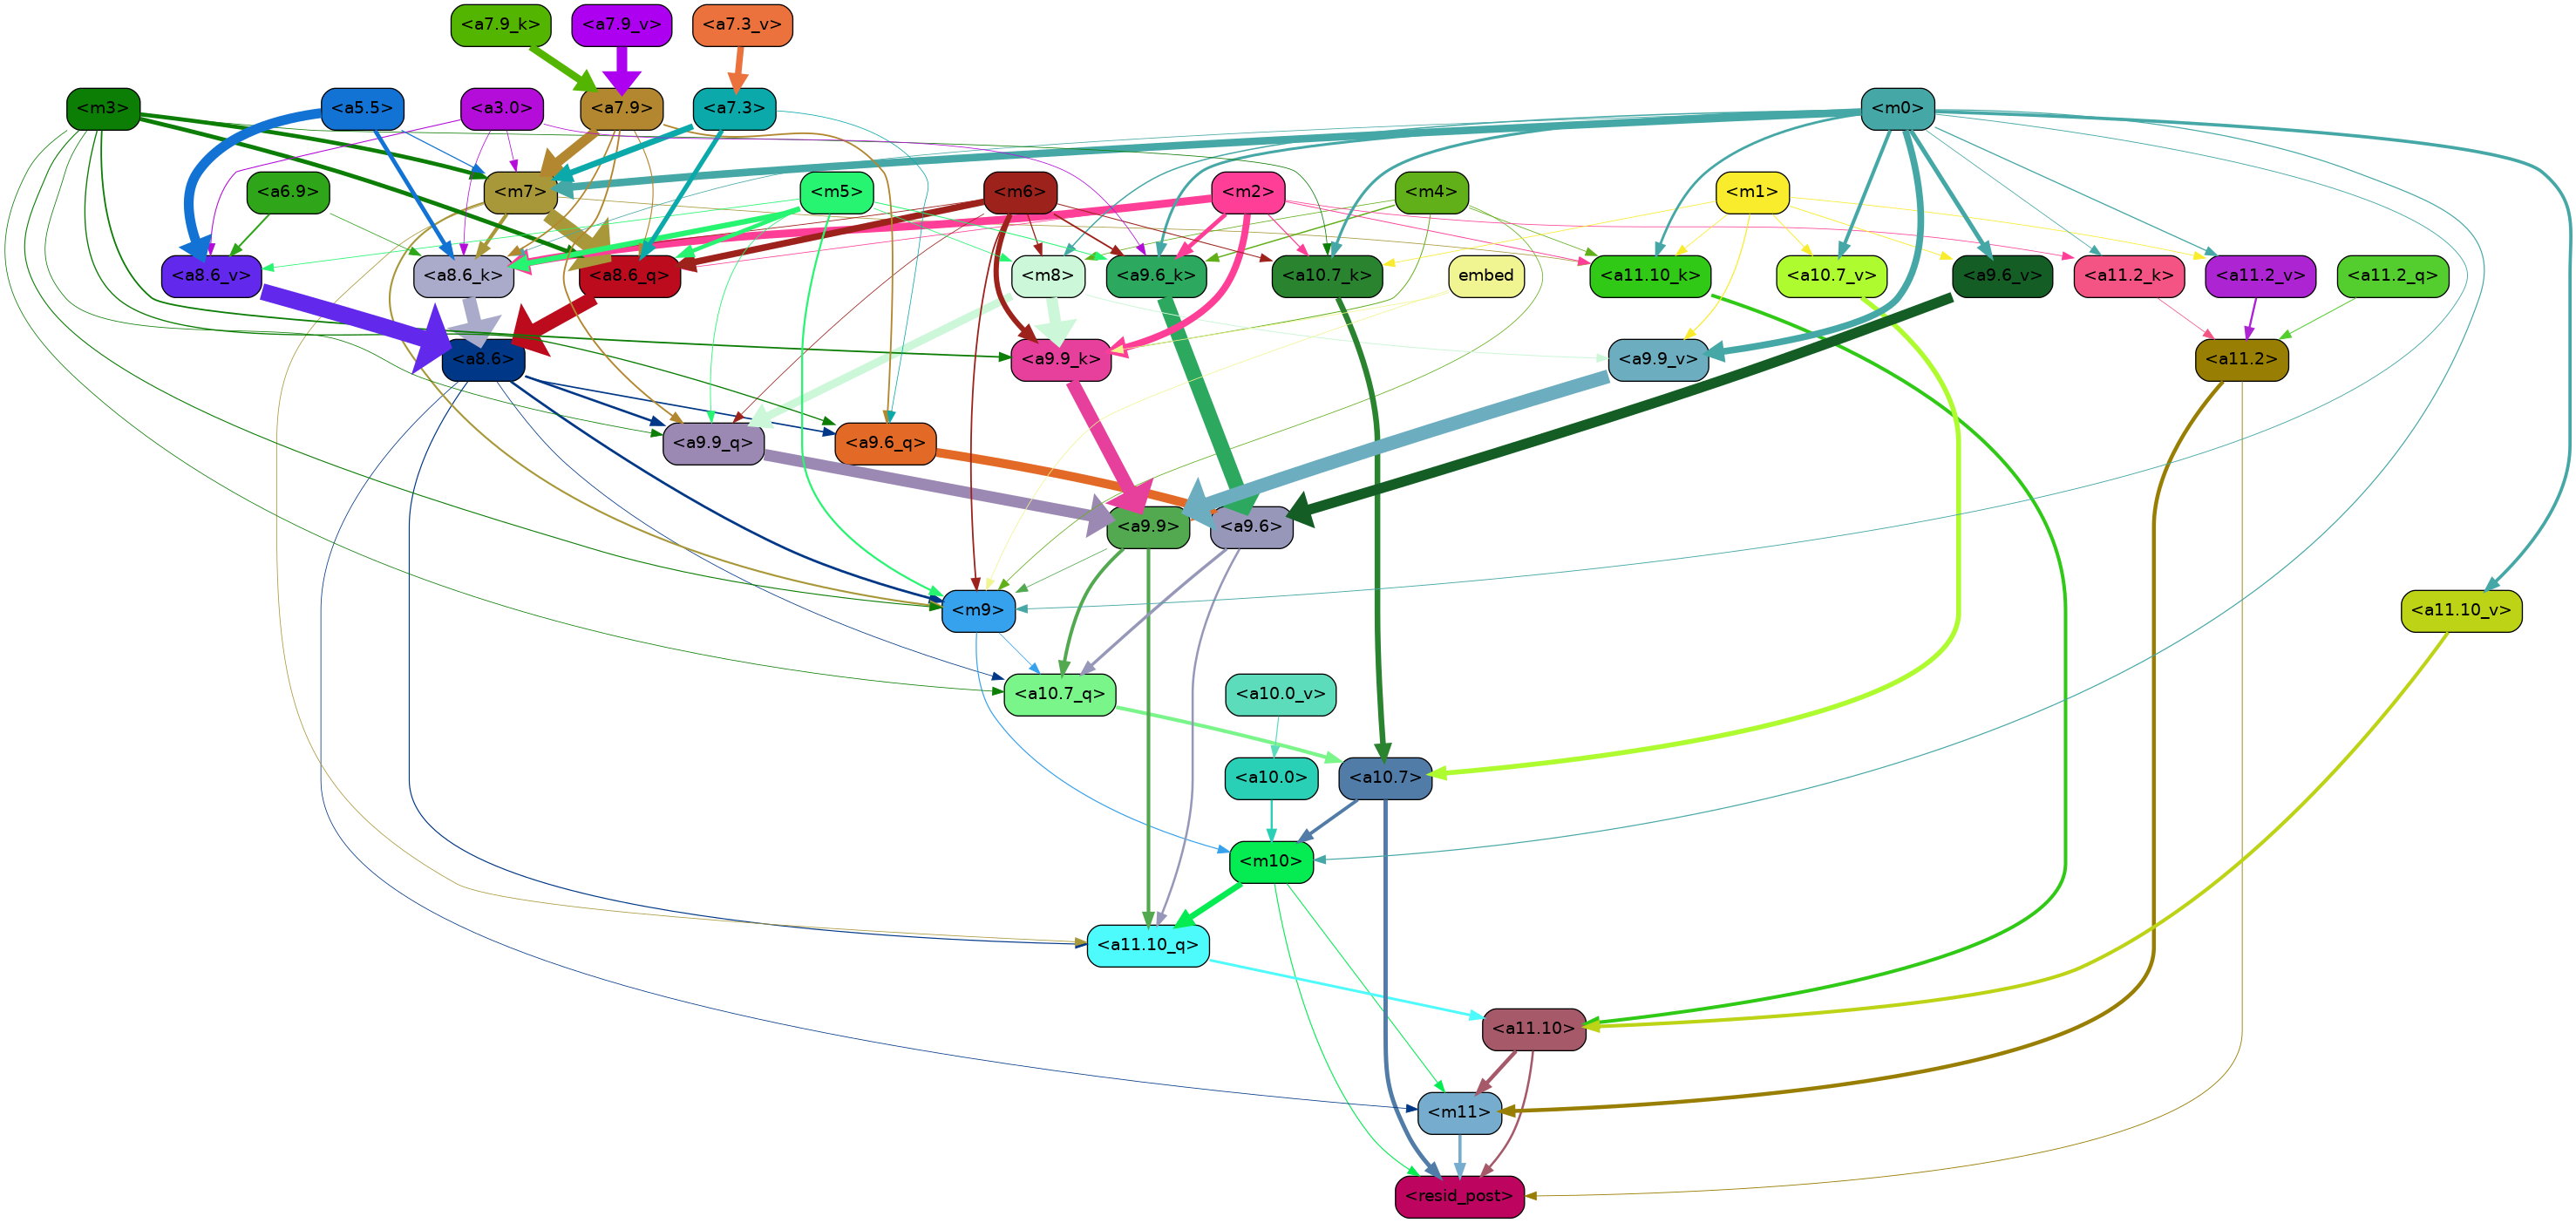 <a7.9_k>
<a7.9_v>
<a7.3_v>
<m3>
<a5.5>
<a3.0>
<a7.9>
<a7.3>
<m0>
<a6.9>
<m7>
<m5>
<m6>
<m2>
<m4>
<m1>
<a8.6_v>
<a8.6_k>
<a8.6_q>
<m8>
<a9.6_k>
<a10.7_k>
embed
<a11.10_k>
<a10.7_v>
<a9.6_v>
<a11.2_k>
<a11.2_v>
<a11.2_q>
<a8.6>
<a9.9_k>
<a9.9_v>
<a11.2>
<a9.9_q>
<a9.6_q>
<a9.9>
<a9.6>
<m9>
<a11.10_v>
<a10.7_q>
<a10.0_v>
<a10.0>
<a10.7>
<m10>
<a11.10_q>
<a11.10>
<m11>
<resid_post>